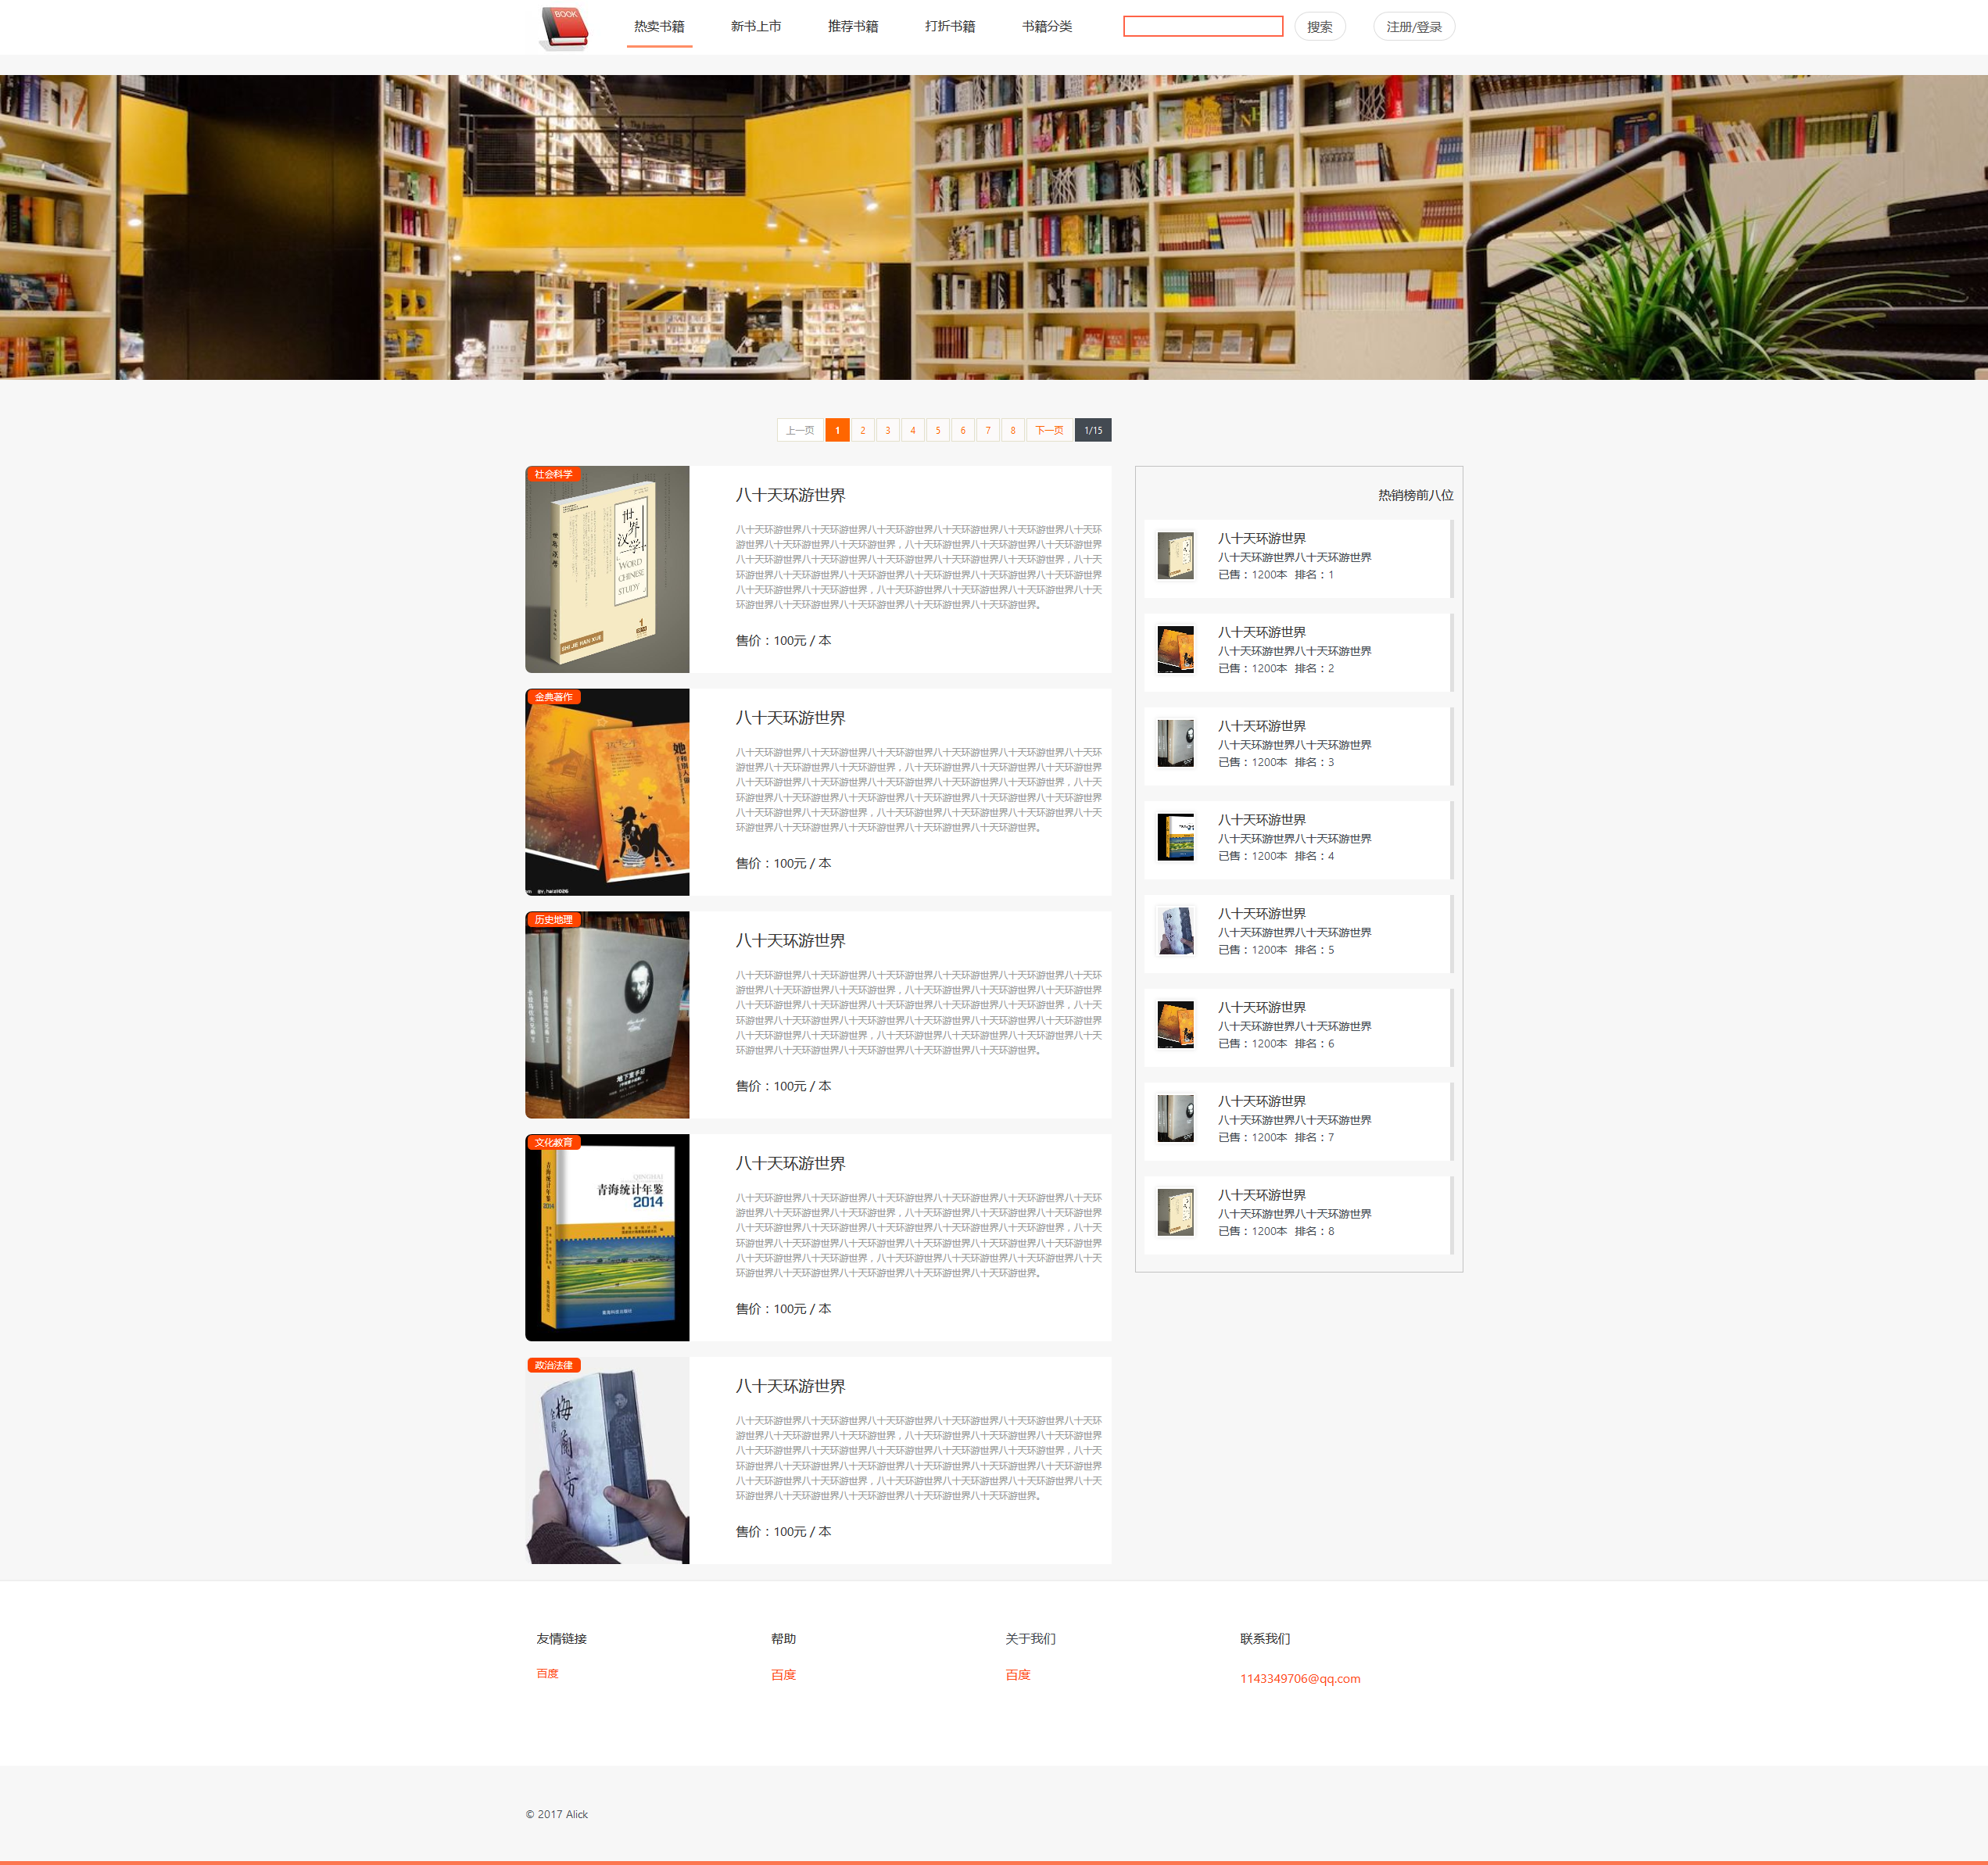 BOOK
热卖书籍
新书上市
推荐书籍
打折书籍
书籍分类
搜索
注册/登录
上一页 1 2 3 4 5 6 7 8 下一页 1/15
社会科学
世界汉学
WORD
CHINESE
STUDY
1
SHI JIE HAN XUE
八十天环游世界
八十天环游世界八十天环游世界八十天环游世界八十天环游世界八十天环游世界八十天环
游世界八十天环游世界八十天环游世界，八十天环游世界八十天环游世界八十天环游世界
八十天环游世界八十天环游世界八十天环游世界八十天环游世界八十天环游世界，八十天
环游世界八十天环游世界八十天环游世界八十天环游世界八十天环游世界八十天环游世界
八十天环游世界八十天环游世界，八十天环游世界八十天环游世界八十天环游世界八十天
环游世界八十天环游世界八十天环游世界八十天环游世界八十天环游世界。
售价：100元 / 本
金典著作
她
八十天环游世界
八十天环游世界八十天环游世界八十天环游世界八十天环游世界八十天环游世界八十天环
游世界八十天环游世界八十天环游世界，八十天环游世界八十天环游世界八十天环游世界
八十天环游世界八十天环游世界八十天环游世界八十天环游世界八十天环游世界，八十天
环游世界八十天环游世界八十天环游世界八十天环游世界八十天环游世界八十天环游世界
八十天环游世界八十天环游世界，八十天环游世界八十天环游世界八十天环游世界八十天
环游世界八十天环游世界八十天环游世界八十天环游世界八十天环游世界。
售价：100元 / 本
历史地理
地下室手记
八十天环游世界
八十天环游世界八十天环游世界八十天环游世界八十天环游世界八十天环游世界八十天环
游世界八十天环游世界八十天环游世界，八十天环游世界八十天环游世界八十天环游世界
八十天环游世界八十天环游世界八十天环游世界八十天环游世界八十天环游世界，八十天
环游世界八十天环游世界八十天环游世界八十天环游世界八十天环游世界八十天环游世界
八十天环游世界八十天环游世界，八十天环游世界八十天环游世界八十天环游世界八十天
环游世界八十天环游世界八十天环游世界八十天环游世界八十天环游世界。
售价：100元 / 本
文化教育
青海统计年鉴
2014
八十天环游世界
八十天环游世界八十天环游世界八十天环游世界八十天环游世界八十天环游世界八十天环
游世界八十天环游世界八十天环游世界，八十天环游世界八十天环游世界八十天环游世界
八十天环游世界八十天环游世界八十天环游世界八十天环游世界八十天环游世界，八十天
环游世界八十天环游世界八十天环游世界八十天环游世界八十天环游世界八十天环游世界
八十天环游世界八十天环游世界，八十天环游世界八十天环游世界八十天环游世界八十天
环游世界八十天环游世界八十天环游世界八十天环游世界八十天环游世界。
售价：100元 / 本
政治法律
梅兰芳
八十天环游世界
八十天环游世界八十天环游世界八十天环游世界八十天环游世界八十天环游世界八十天环
游世界八十天环游世界八十天环游世界，八十天环游世界八十天环游世界八十天环游世界
八十天环游世界八十天环游世界八十天环游世界八十天环游世界八十天环游世界，八十天
环游世界八十天环游世界八十天环游世界八十天环游世界八十天环游世界八十天环游世界
八十天环游世界八十天环游世界，八十天环游世界八十天环游世界八十天环游世界八十天
环游世界八十天环游世界八十天环游世界八十天环游世界八十天环游世界。
售价：100元 / 本
热销榜前八位
八十天环游世界
八十天环游世界八十天环游世界
已售：1200本 排名：1
八十天环游世界
八十天环游世界八十天环游世界
已售：1200本 排名：2
八十天环游世界
八十天环游世界八十天环游世界
已售：1200本 排名：3
八十天环游世界
八十天环游世界八十天环游世界
已售：1200本 排名：4
八十天环游世界
八十天环游世界八十天环游世界
已售：1200本 排名：5
八十天环游世界
八十天环游世界八十天环游世界
已售：1200本 排名：6
八十天环游世界
八十天环游世界八十天环游世界
已售：1200本 排名：7
八十天环游世界
八十天环游世界八十天环游世界
已售：1200本 排名：8
友情链接
百度
帮助
百度
关于我们
百度
联系我们
1143349706@qq.com
© 2017 Alick